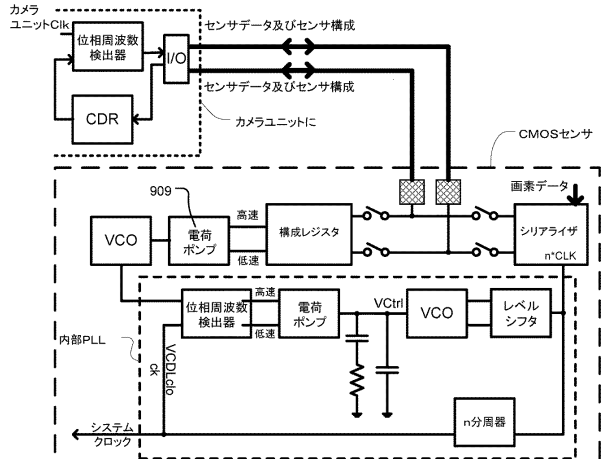 カメラ
ユニットClk
位相周波数
検出器
I/O
CDR
センサデータ及びセンサ構成
センサデータ及びセンサ構成
カメラユニットに
CMOSセンサ
909
画素データ
VCO
電荷
ポンプ
高速
低速
構成レジスタ
シリアライザ
n*CLK
内部PLL
位相周波数
検出器
高速
低速
電荷
ポンプ
VCtrl
VCO
レベル
シフタ
VCDLclo
ck
n分周器
システム
クロック